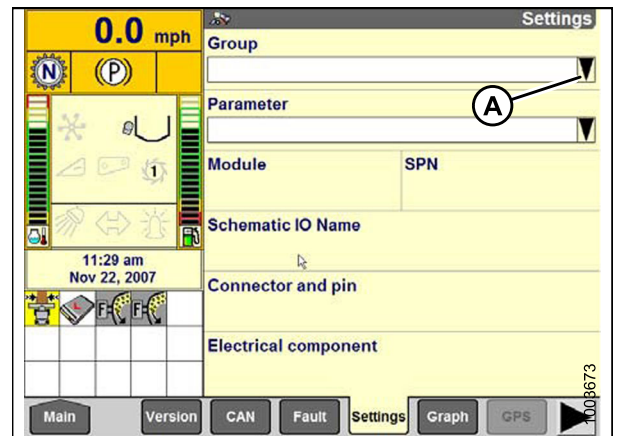 0.0 mph
Settings
N
P
1
11:29 am
Nov 22, 2007
L
F
F
Group
A
Parameter
Module
SPN
Schematic IO Name
Connector and pin
Electrical component
Main
Version
CAN
Fault
Settings
Graph
GPS
1003673